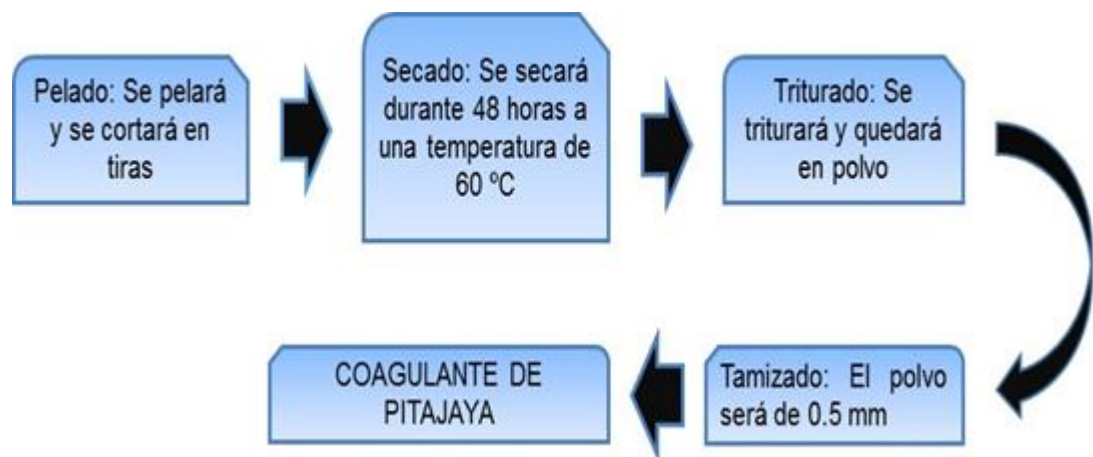 Pelado: Se pelará
y se cortará en
tiras
Secado: Se secará
durante 48 horas a
una temperatura de
60 ºC
Triturado: Se
triturará y quedará
en polvo
Tamizado: El polvo
será de 0.5 mm
COAGULANTE DE
PITAJAYA